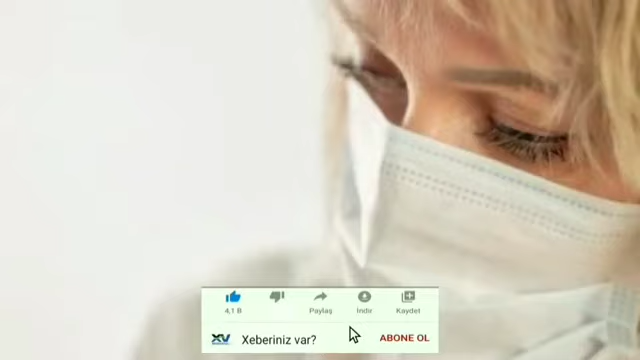 4,1 B
Paylaş
İndir
Kaydet
XV
Xeberiniz var?
ABONE OL